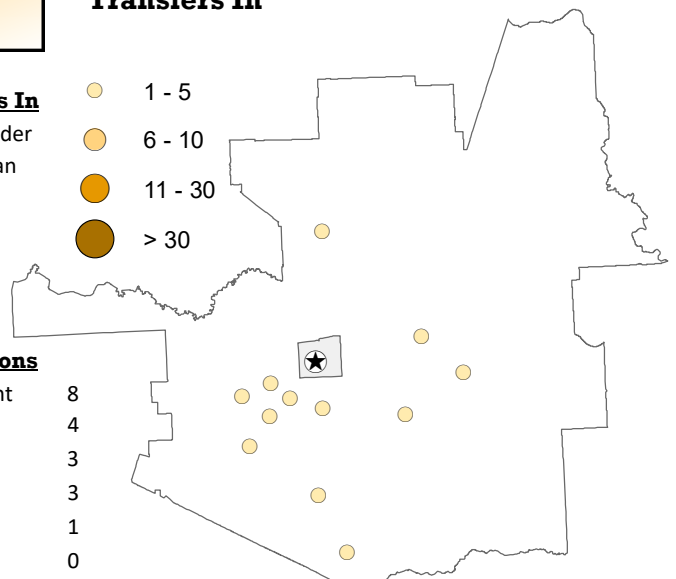 Transfers In
s In
der
an
1 - 5
6 - 10
11 - 30
> 30
ons
nt 8
4
3
3
1
0